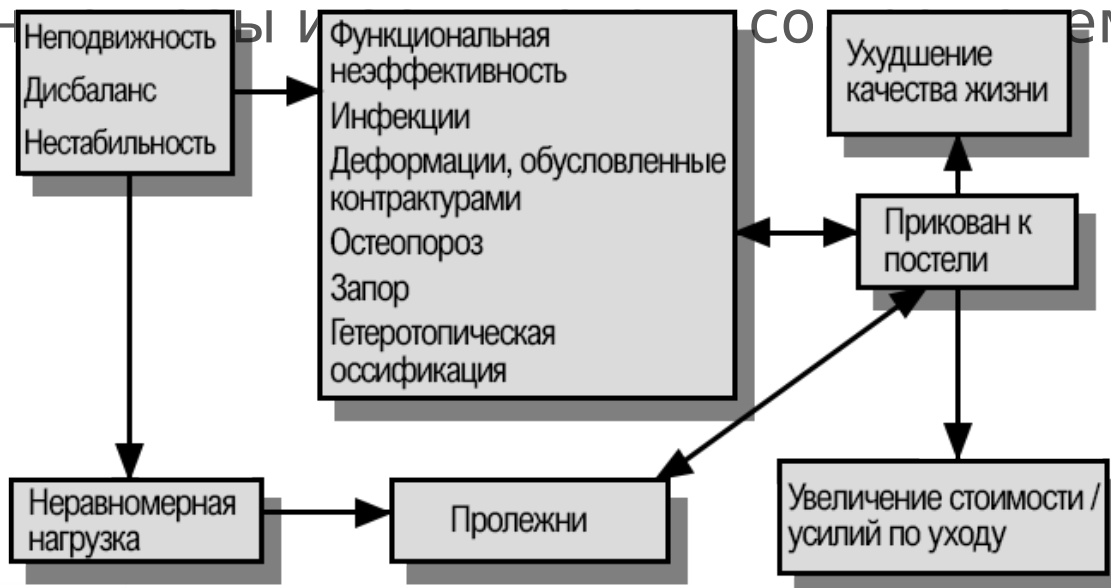 Неподвижность
Дисбаланс
Нестабильность
Функциональная
неэффективность
Инфекции
Деформации, обусловленные
контрактурами
Остеопороз
Запор
Гетеротопическая
оссификация
Ухудшение
качества жизни
Прикован к
постели
Неравномерная
нагрузка
Пролежни
Увеличение стоимости /
усилий по уходу